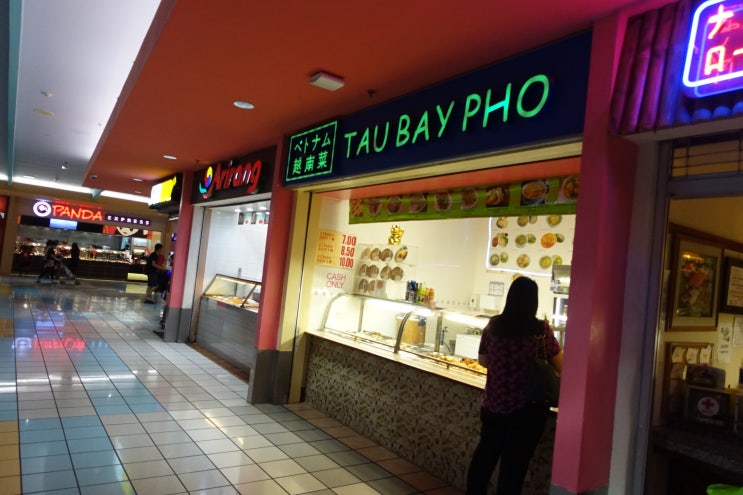 PANDA EXPRESS
Arirang
ベトナム
越南菜
TAU BAY PHO
7.00
8.50
10.00
CASH
ONLY